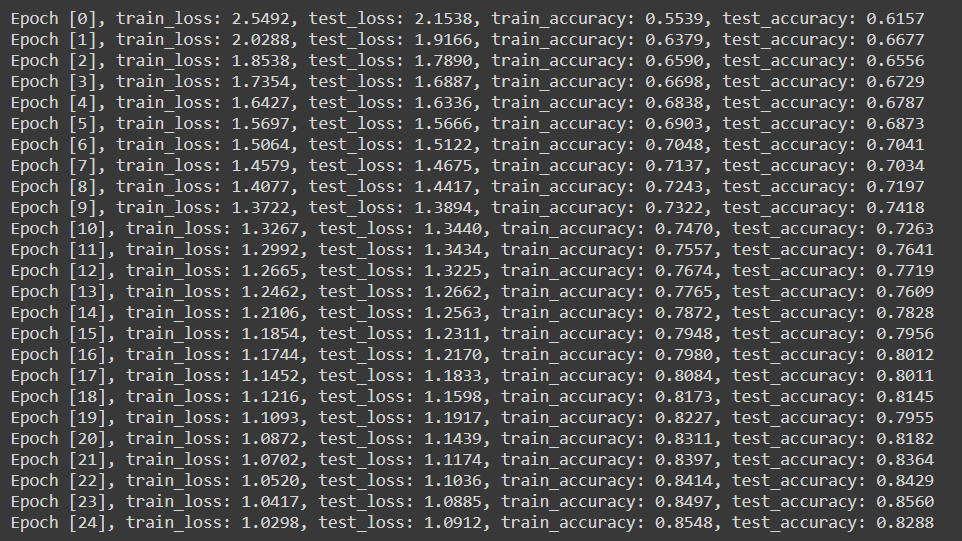 Epoch [0], train_loss: 2.5492, test_loss: 2.1538, train_accuracy: 0.5539, test_accuracy: 0.6157
Epoch [1], train_loss: 2.0288, test_loss: 1.9166, train_accuracy: 0.6379, test_accuracy: 0.6677
Epoch [2], train_loss: 1.8538, test_loss: 1.7890, train_accuracy: 0.6590, test_accuracy: 0.6556
Epoch [3], train_loss: 1.7354, test_loss: 1.6887, train_accuracy: 0.6698, test_accuracy: 0.6729
Epoch [4], train_loss: 1.6427, test_loss: 1.6336, train_accuracy: 0.6838, test_accuracy: 0.6787
Epoch [5], train_loss: 1.5697, test_loss: 1.5666, train_accuracy: 0.6903, test_accuracy: 0.6873
Epoch [6], train_loss: 1.5064, test_loss: 1.5122, train_accuracy: 0.7048, test_accuracy: 0.7041
Epoch [7], train_loss: 1.4579, test_loss: 1.4675, train_accuracy: 0.7137, test_accuracy: 0.7034
Epoch [8], train_loss: 1.4077, test_loss: 1.4417, train_accuracy: 0.7243, test_accuracy: 0.7197
Epoch [9], train_loss: 1.3722, test_loss: 1.3894, train_accuracy: 0.7322, test_accuracy: 0.7418
Epoch [10], train_loss: 1.3267, test_loss: 1.3440, train_accuracy: 0.7470, test_accuracy: 0.7263
Epoch [11], train_loss: 1.2992, test_loss: 1.3434, train_accuracy: 0.7557, test_accuracy: 0.7641
Epoch [12], train_loss: 1.2665, test_loss: 1.3225, train_accuracy: 0.7674, test_accuracy: 0.7719
Epoch [13], train_loss: 1.2462, test_loss: 1.2662, train_accuracy: 0.7765, test_accuracy: 0.7609
Epoch [14], train_loss: 1.2106, test_loss: 1.2563, train_accuracy: 0.7872, test_accuracy: 0.7828
Epoch [15], train_loss: 1.1854, test_loss: 1.2311, train_accuracy: 0.7948, test_accuracy: 0.7956
Epoch [16], train_loss: 1.1744, test_loss: 1.2170, train_accuracy: 0.7980, test_accuracy: 0.8012
Epoch [17], train_loss: 1.1452, test_loss: 1.1833, train_accuracy: 0.8084, test_accuracy: 0.8011
Epoch [18], train_loss: 1.1216, test_loss: 1.1598, train_accuracy: 0.8173, test_accuracy: 0.8145
Epoch [19], train_loss: 1.1093, test_loss: 1.1917, train_accuracy: 0.8227, test_accuracy: 0.7955
Epoch [20], train_loss: 1.0872, test_loss: 1.1439, train_accuracy: 0.8311, test_accuracy: 0.8182
Epoch [21], train_loss: 1.0702, test_loss: 1.1174, train_accuracy: 0.8397, test_accuracy: 0.8364
Epoch [22], train_loss: 1.0520, test_loss: 1.1036, train_accuracy: 0.8414, test_accuracy: 0.8429
Epoch [23], train_loss: 1.0417, test_loss: 1.0885, train_accuracy: 0.8497, test_accuracy: 0.8560
Epoch [24], train_loss: 1.0298, test_loss: 1.0912, train_accuracy: 0.8548, test_accuracy: 0.8288